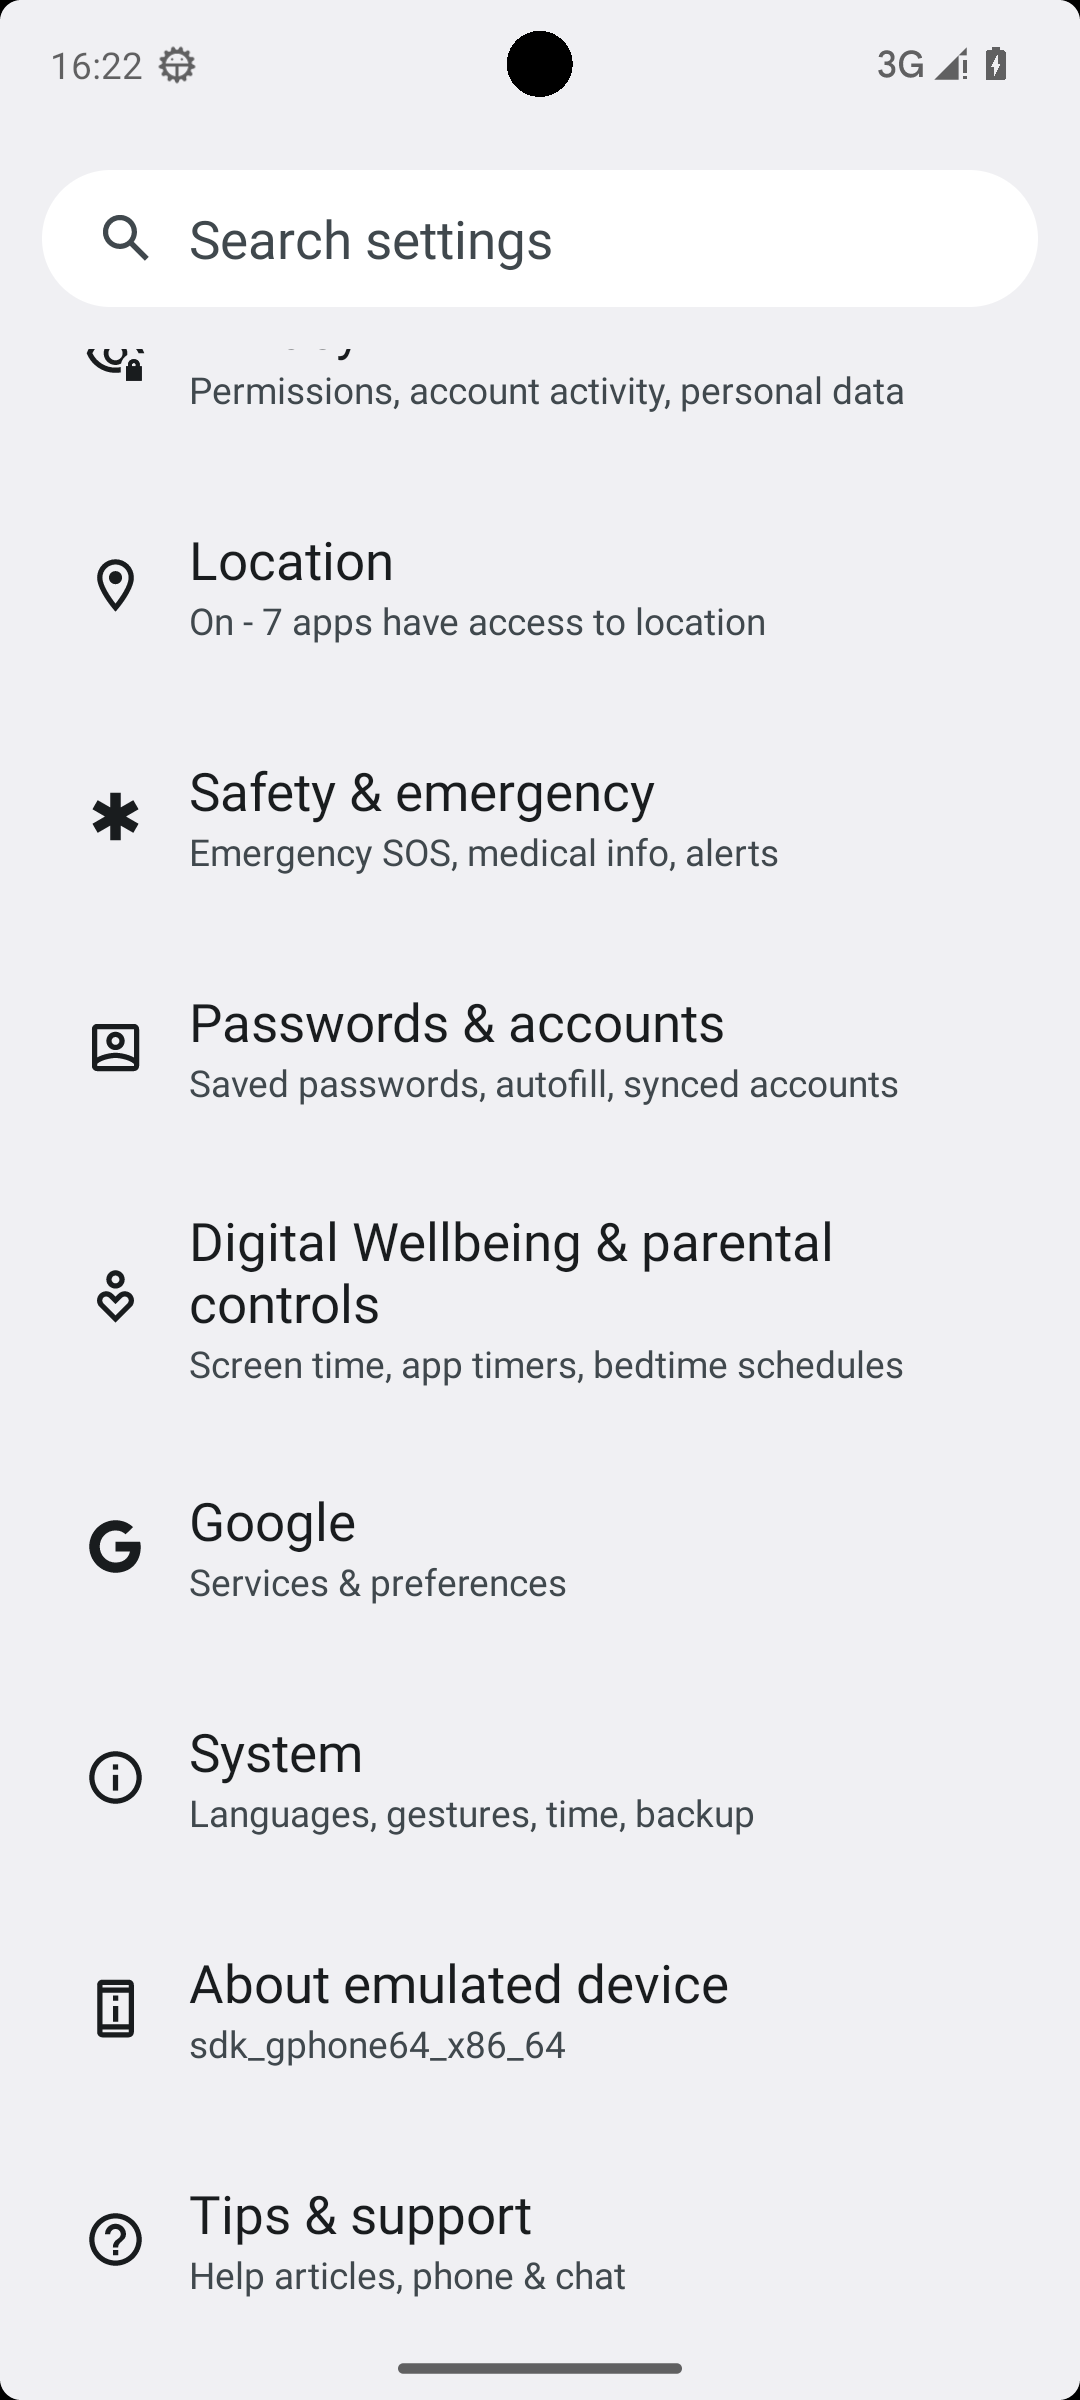 16:22
3G
Search settings
Permissions, account activity, personal data
Location
On - 7 apps have access to location
Safety & emergency
Emergency SOS, medical info, alerts
Passwords & accounts
Saved passwords, autofill, synced accounts
Digital Wellbeing & parental
controls
Screen time, app timers, bedtime schedules
Google
Services & preferences
System
Languages, gestures, time, backup
About emulated device
sdk_gphone64_x86_64
Tips & support
Help articles, phone & chat